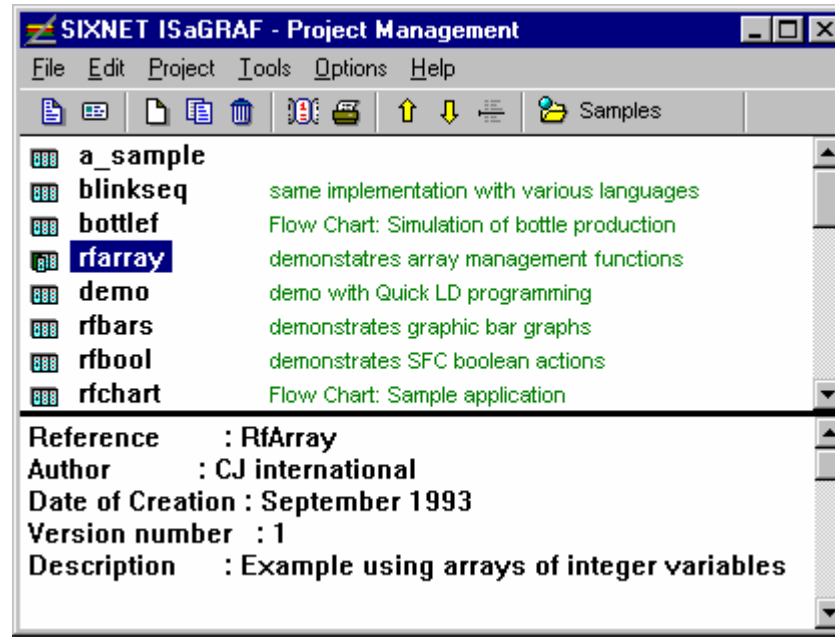 SIXNET ISaGRAF - Project Management
File Edit Project Tools Options Help
Samples
a_sample
blinkseq same implementation with various languages
bottlef Flow Chart: Simulation of bottle production
rfarray demonstatres array management functions
demo demo with Quick LD programming
rfbars demonstrates graphic bar graphs
rfbool demonstrates SFC boolean actions
rfchart Flow Chart: Sample application
Reference : RfArray
Author : CJ international
Date of Creation : September 1993
Version number : 1
Description : Example using arrays of integer variables